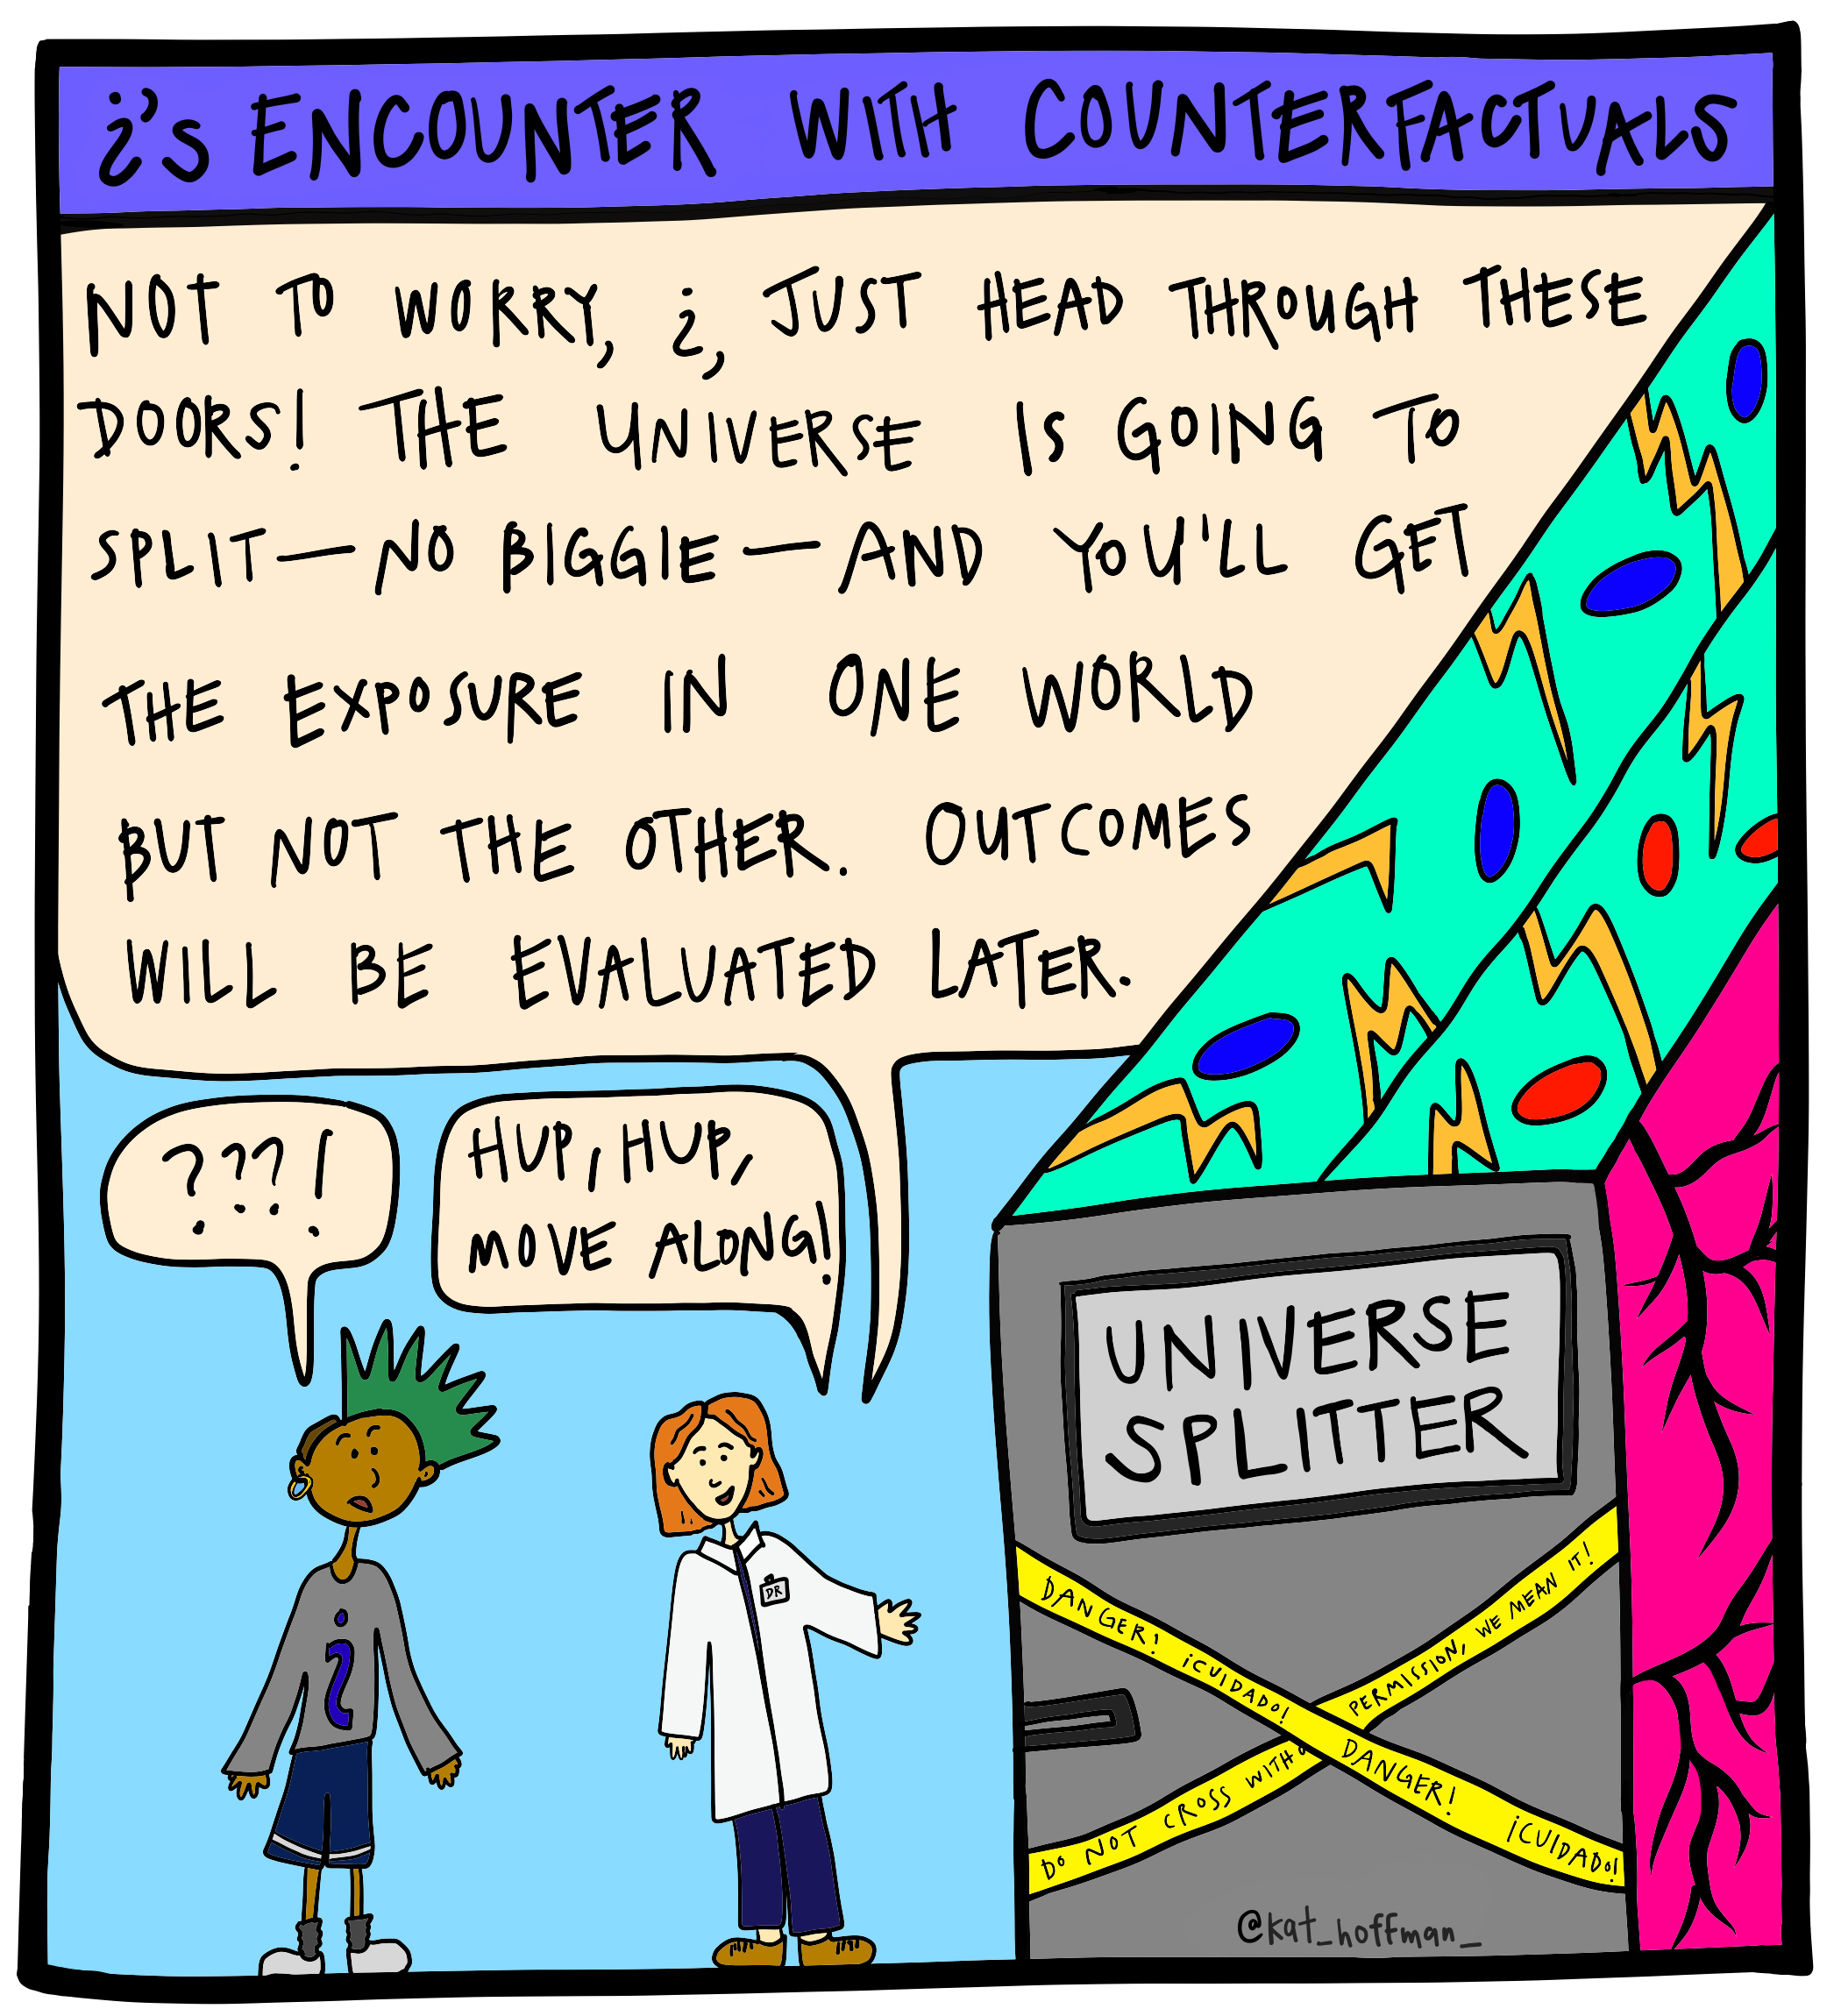 ¿'s ENCOUNTER WITH COUNTERFACTUALS
NOT TO WORRY, ¿, JUST HEAD THROUGH THESE
DOORS! THE UNIVERSE IS GOING TO
SPLIT—NO BIGGIE—AND YOU'LL GET
THE EXPOSURE IN ONE WORLD
BUT NOT THE OTHER. OUTCOMES
WILL BE EVALUATED LATER.
???!
HUP, HUP,
MOVE ALONG!
¿
DR
UNIVERSE
SPLITTER
DANGER! ¡CUIDADO! DANGER! ¡CUIDADO!
DO NOT CROSS WITHO PERMISSION, WE MEAN IT!
@kat_hoffman_